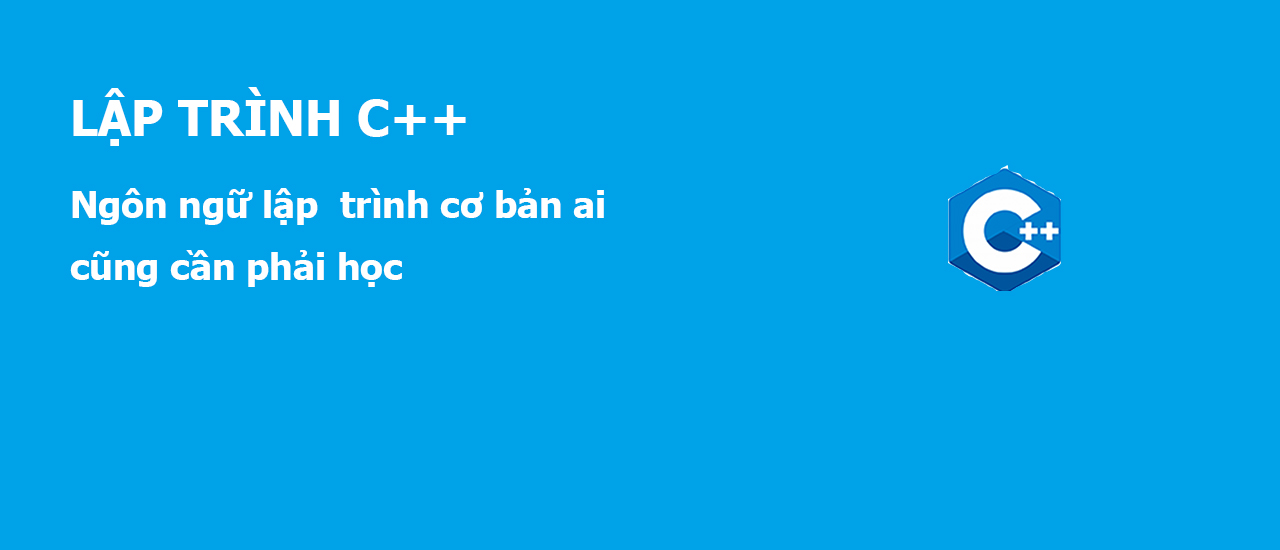 LẬP TRÌNH C++
Ngôn ngữ lập  trình cơ bản ai
cũng cần phải học
C++